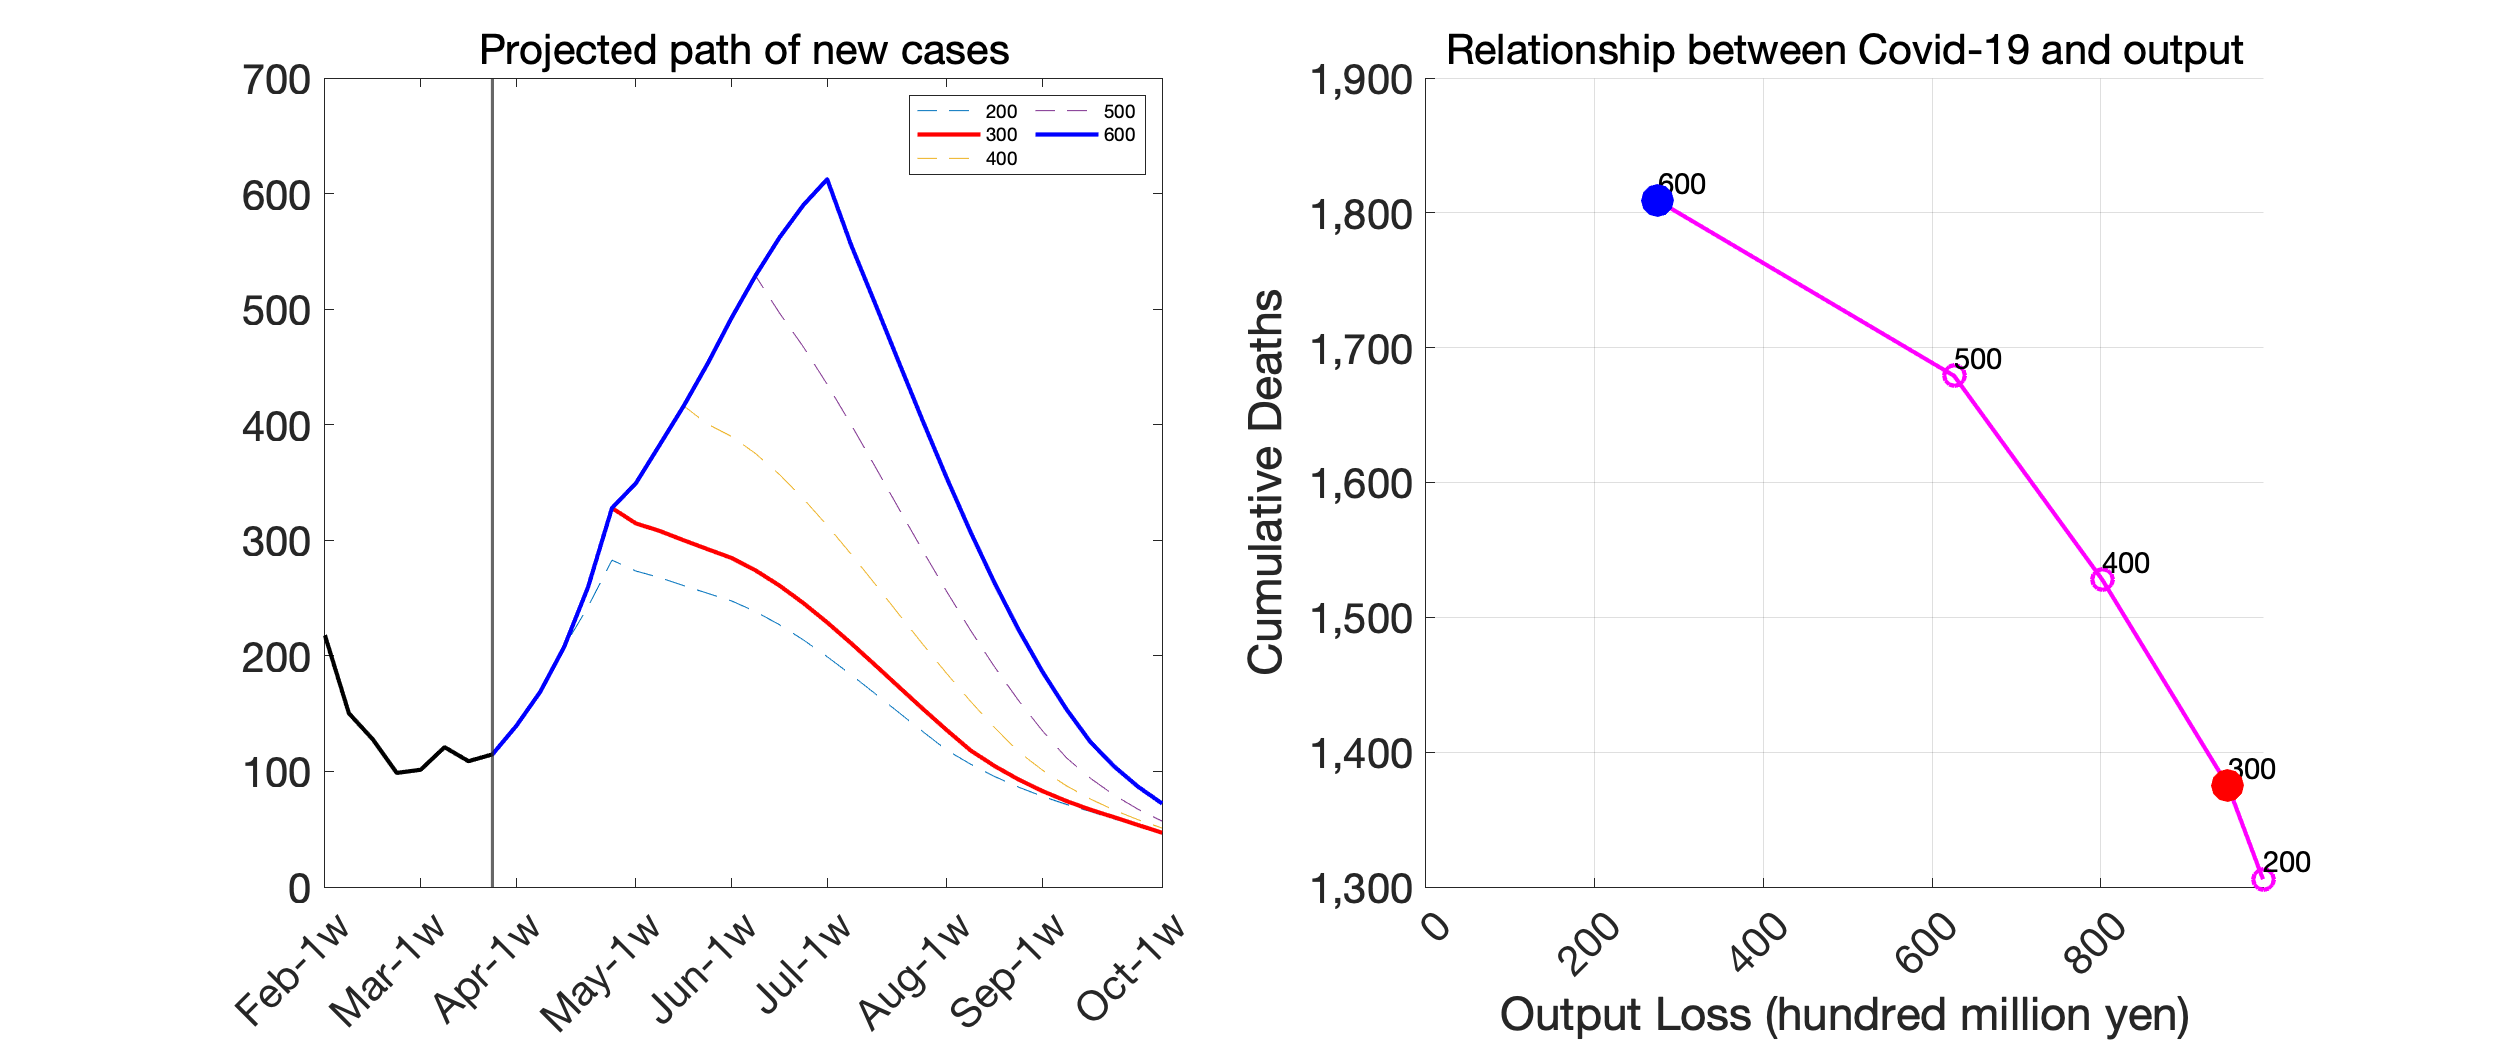 Projected path of new cases
700
600
500
400
300
200
100
0
200
300
400
500
600
Feb-1w
Mar-1w
Apr-1w
May-1w
Jun-1w
Jul-1w
Aug-1w
Sep-1w
Oct-1w
Relationship between Covid-19 and output
Cumulative Deaths
1,900
1,800
1,700
1,600
1,500
1,400
1,300
600
500
400
300
200
0
200
400
600
800
Output Loss (hundred million yen)